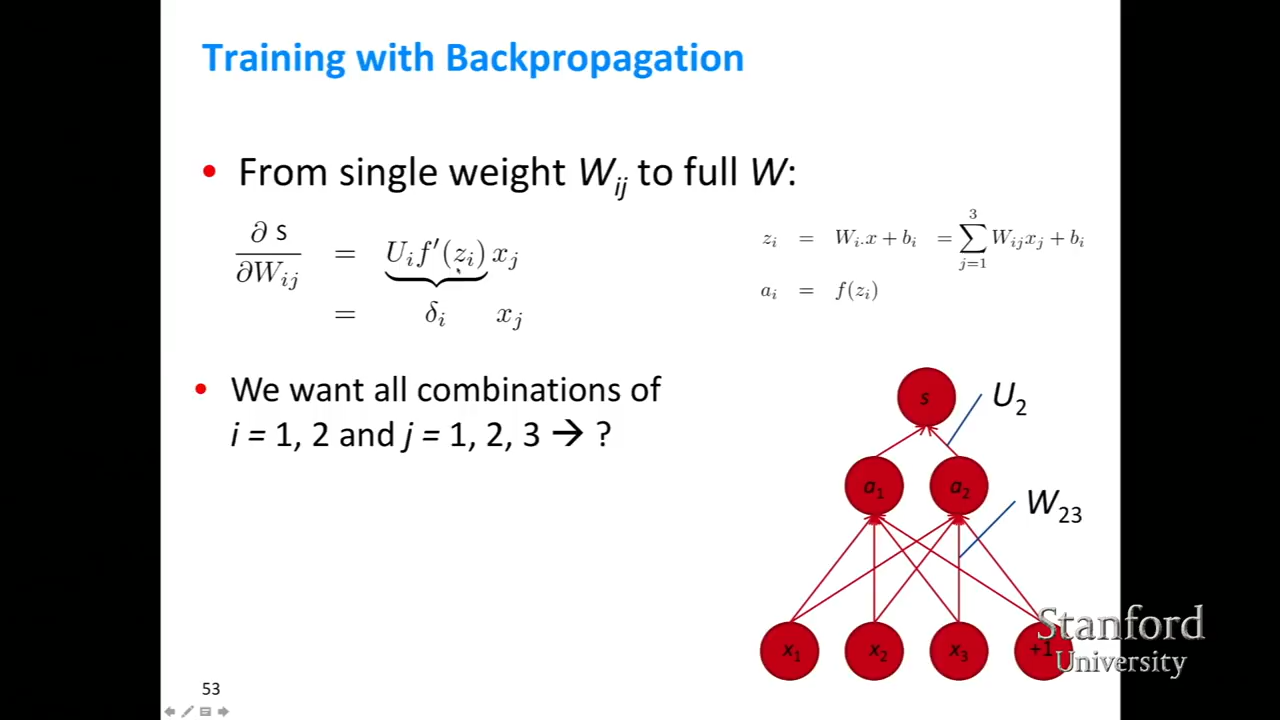 Training with Backpropagation
• From single weight W_ij to full W:
∂ s / ∂W_ij = U_i f′(z_i) x_j
= δ_i x_j
z_i = W_i.x + b_i = ∑_{j=1}^{3} W_ij x_j + b_i
a_i = f(z_i)
• We want all combinations of
i = 1, 2 and j = 1, 2, 3 → ?
s
U_2
a_1 a_2
W_23
x_1 x_2 x_3 +1
Stanford
University
53